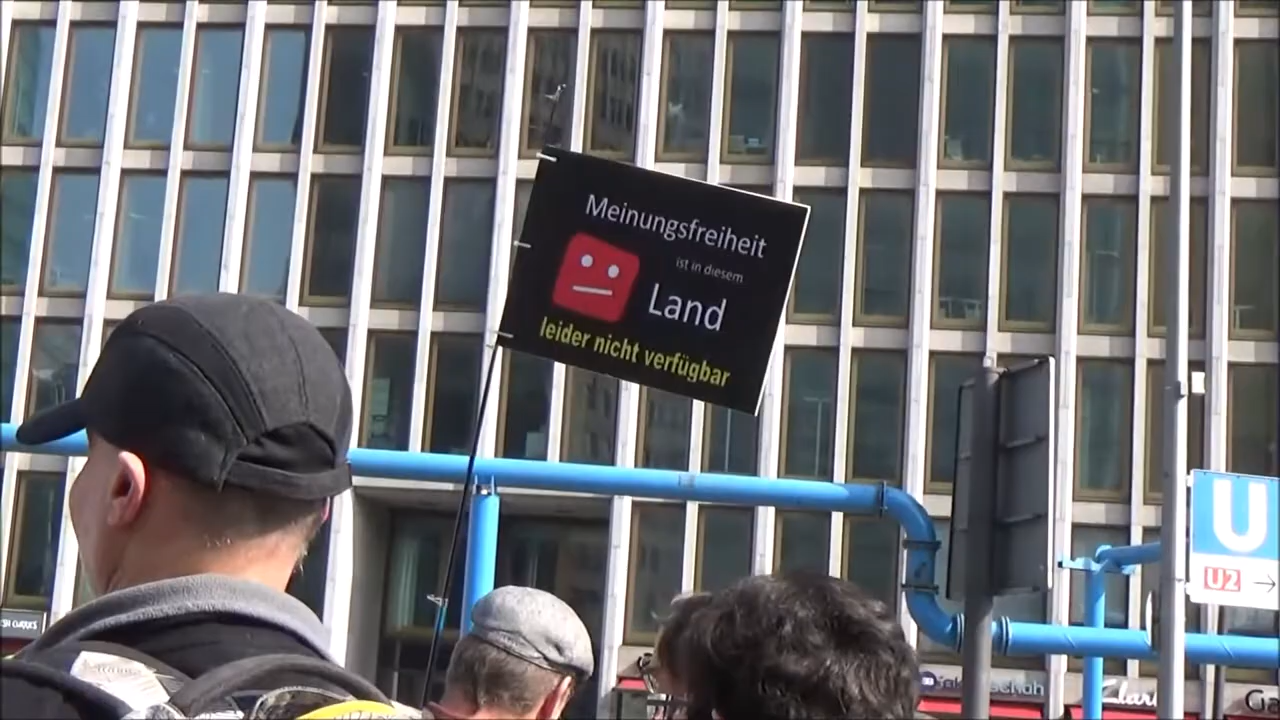 Meinungsfreiheit
ist in diesem
Land
leider nicht verfügbar
U
U2